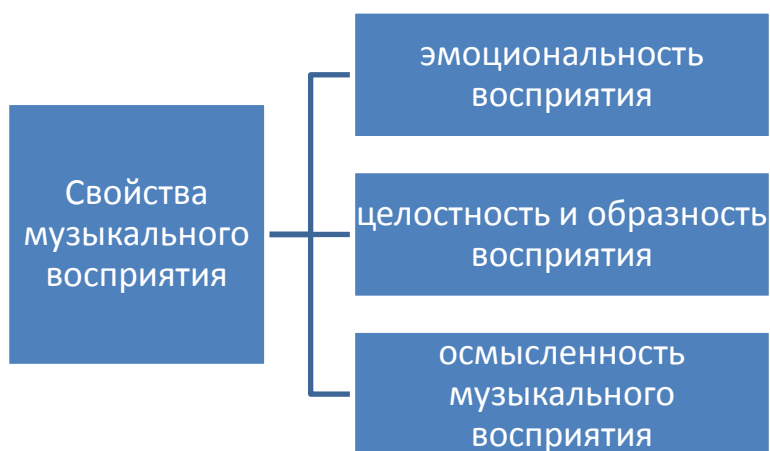 Свойства
музыкального
восприятия
эмоциональность
восприятия
целостность и образность
восприятия
осмысленность
музыкального
восприятия